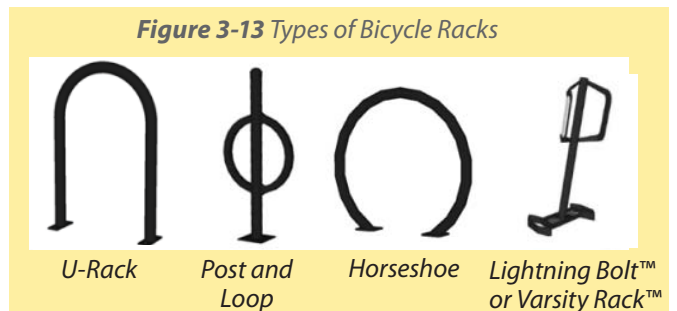 Figure 3-13 Types of Bicycle Racks
U-Rack
Post and
Loop
Horseshoe
Lightning Bolt™
or Varsity Rack™